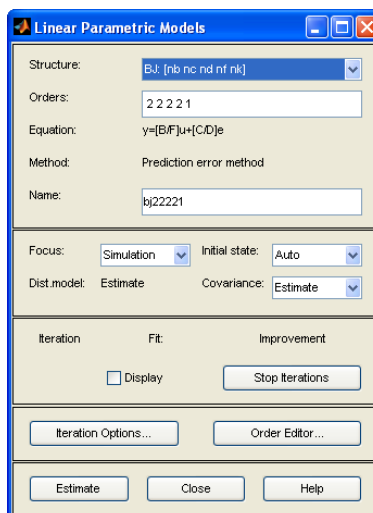 Linear Parametric Models
Structure: BJ: [nb nc nd nf nk]
Orders: 2 2 2 2 1
Equation: y=[B/F]u+[C/D]e
Method: Prediction error method
Name: bj22221
Focus: Simulation Initial state: Auto
Dist.model: Estimate Covariance: Estimate
Iteration Fit: Improvement
Display Stop Iterations
Iteration Options... Order Editor...
Estimate Close Help